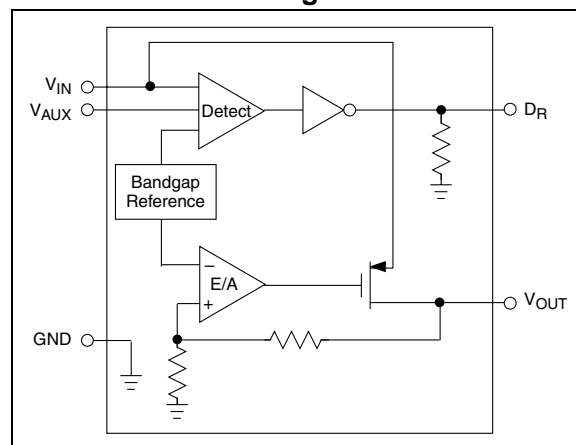 V_IN
V_AUX
Detect
D_R
Bandgap
Reference
−
E/A
+
V_OUT
GND